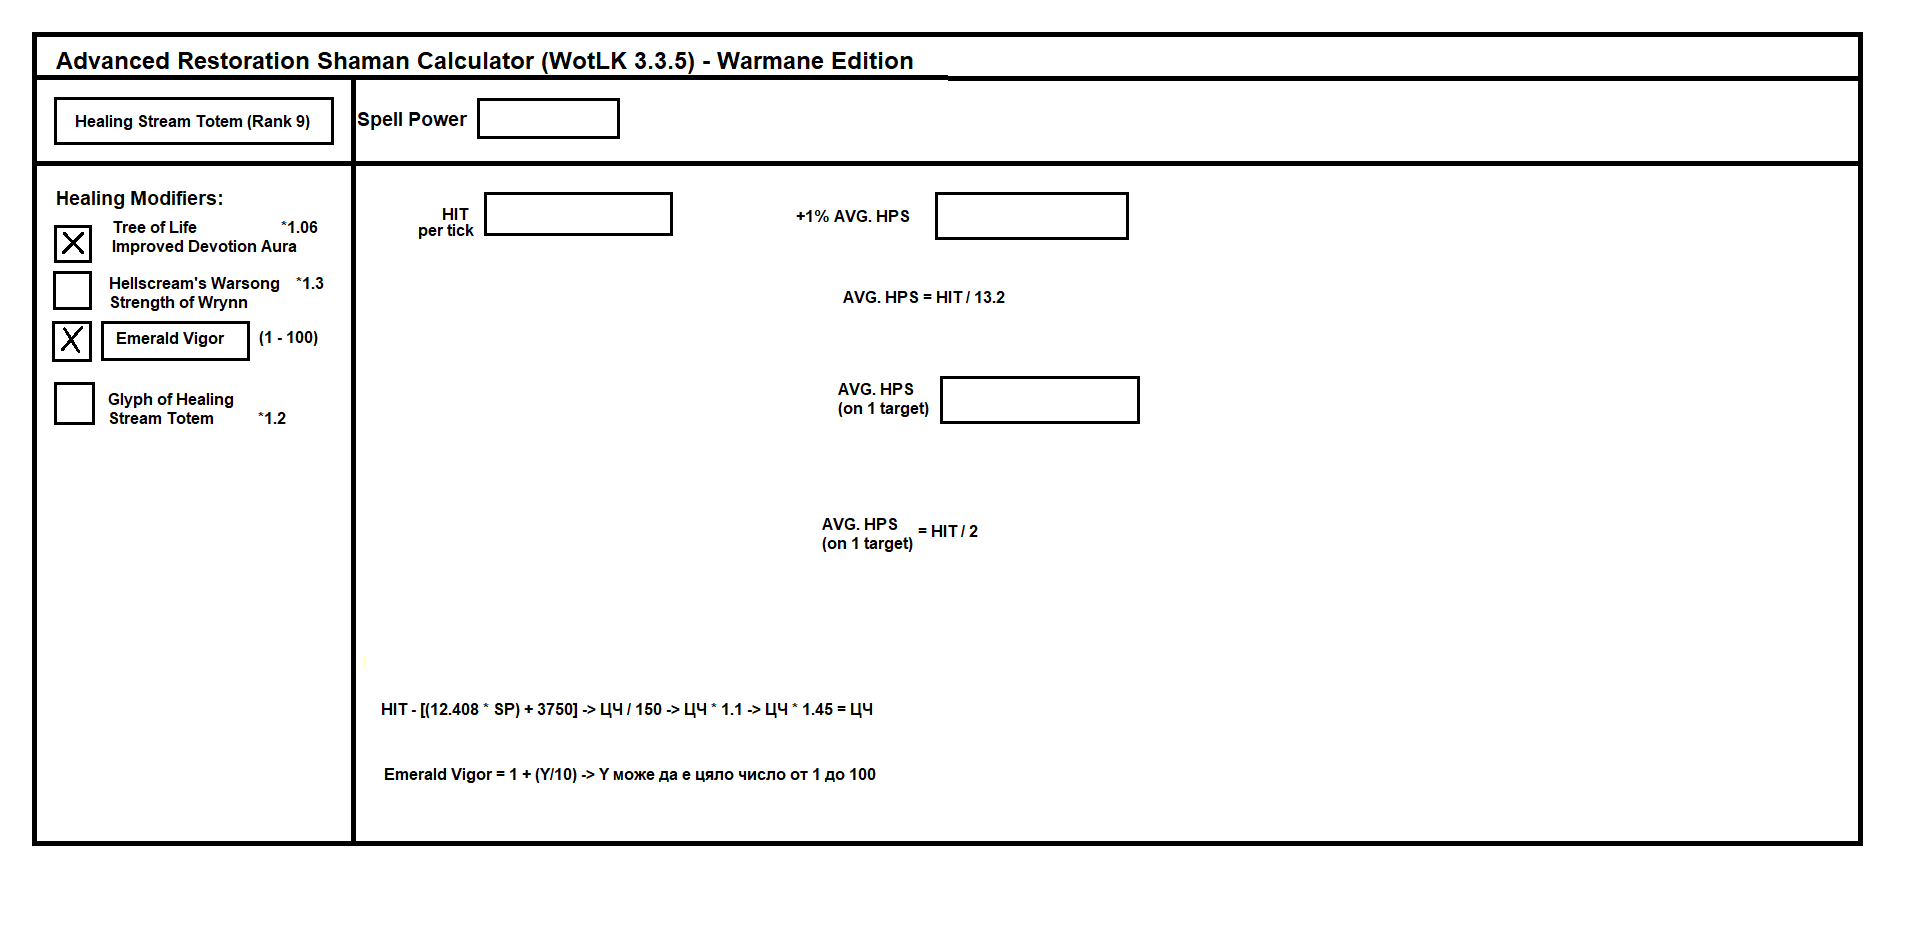 Advanced Restoration Shaman Calculator (WotLK 3.3.5) - Warmane Edition
Healing Stream Totem (Rank 9)
Spell Power
Healing Modifiers:
Tree of Life *1.06
Improved Devotion Aura
Hellscream's Warsong *1.3
Strength of Wrynn
Emerald Vigor (1 - 100)
Glyph of Healing
Stream Totem *1.2
HIT
per tick
+1% AVG. HPS
AVG. HPS = HIT / 13.2
AVG. HPS
(on 1 target)
AVG. HPS
(on 1 target) = HIT / 2
HIT - [(12.408 * SP) + 3750] -> ЦЧ / 150 -> ЦЧ * 1.1 -> ЦЧ * 1.45 = ЦЧ
Emerald Vigor = 1 + (Y/10) -> Y може да е цяло число от 1 до 100